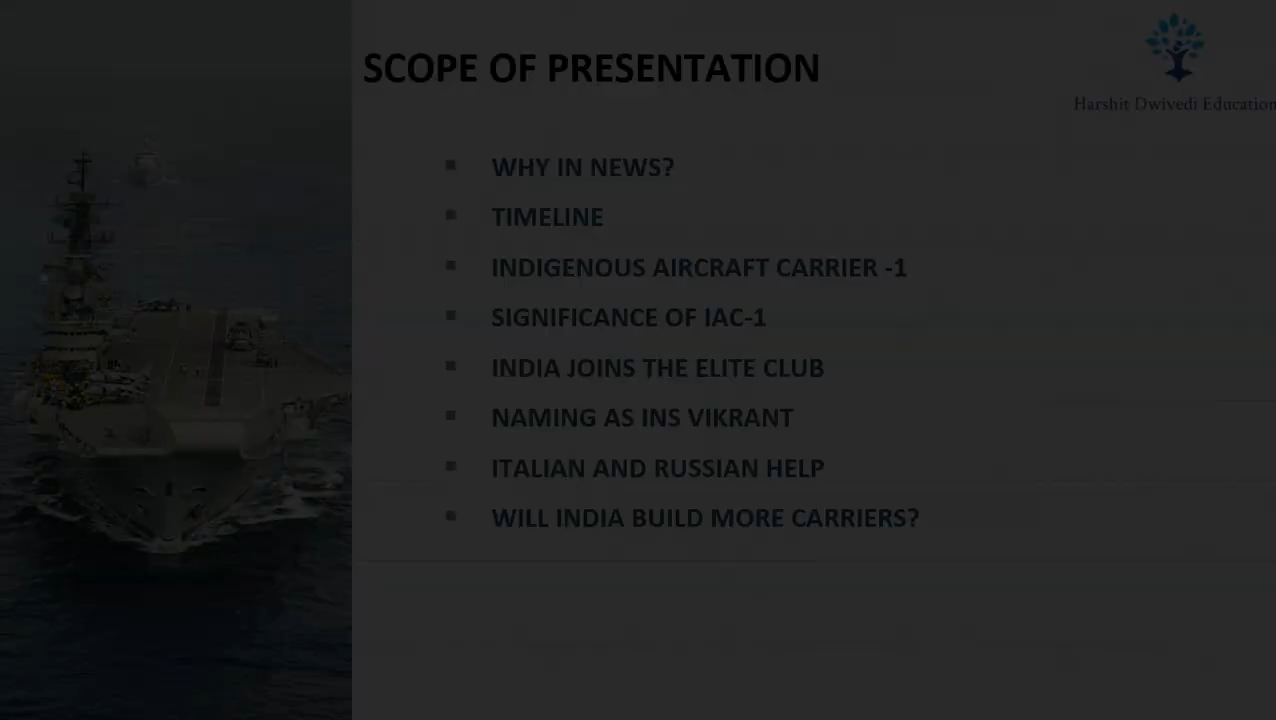 SCOPE OF PRESENTATION
Harshit Dwivedi Education
▪ WHY IN NEWS?
▪ TIMELINE
▪ INDIGENOUS AIRCRAFT CARRIER -1
▪ SIGNIFICANCE OF IAC-1
▪ INDIA JOINS THE ELITE CLUB
▪ NAMING AS INS VIKRANT
▪ ITALIAN AND RUSSIAN HELP
▪ WILL INDIA BUILD MORE CARRIERS?